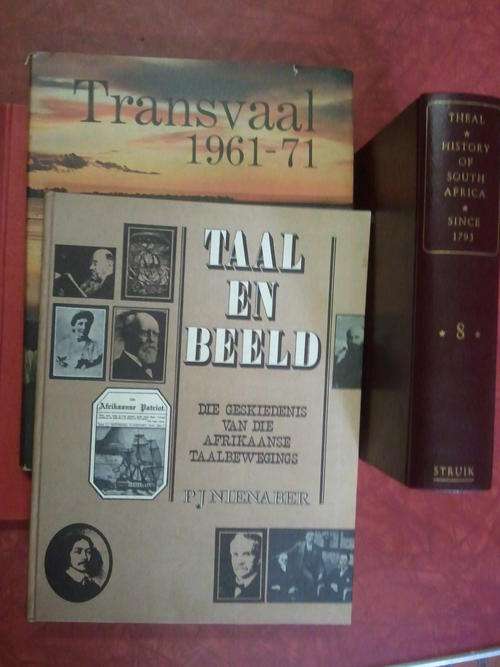 Transvaal
1961-71
TAAL
EN
BEELD
DIE GESKIEDENIS
VAN DIE
AFRIKAANSE
TAALBEWEGINGS
P J NIENABER
Afrikaanse Patriot.
THEAL
HISTORY
OF
SOUTH
AFRICA
SINCE
1795
8
STRUIK